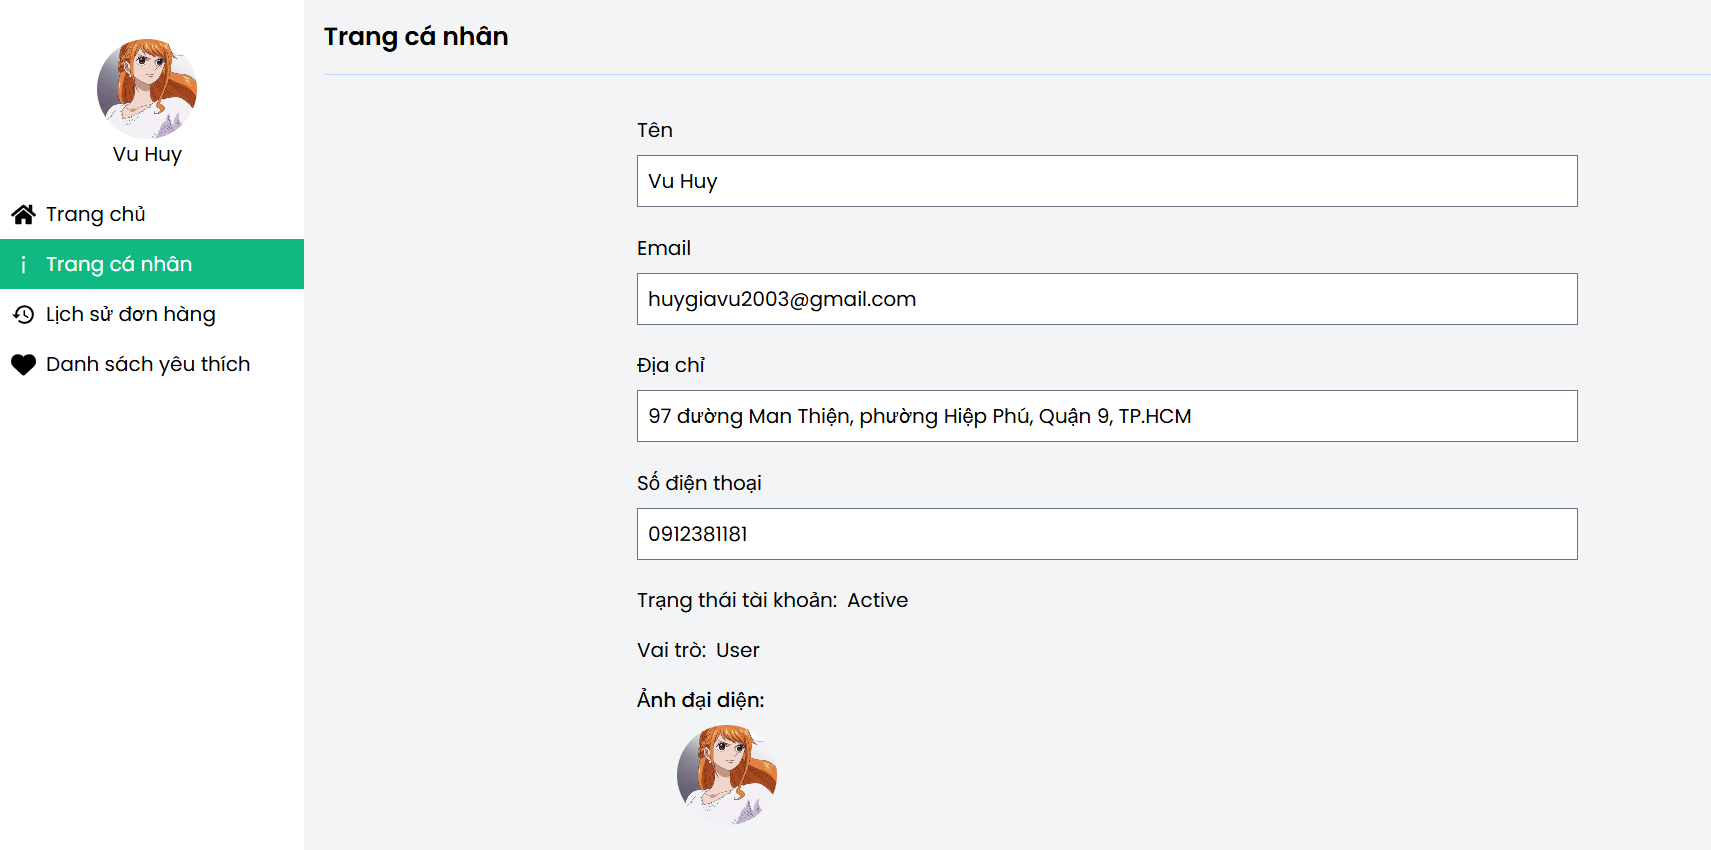 Vu Huy
Trang chủ
Trang cá nhân
Lịch sử đơn hàng
Danh sách yêu thích
Trang cá nhân
Tên
Vu Huy
Email
huygiavu2003@gmail.com
Địa chỉ
97 đường Man Thiện, phường Hiệp Phú, Quận 9, TP.HCM
Số điện thoại
0912381181
Trạng thái tài khoản: Active
Vai trò: User
Ảnh đại diện: